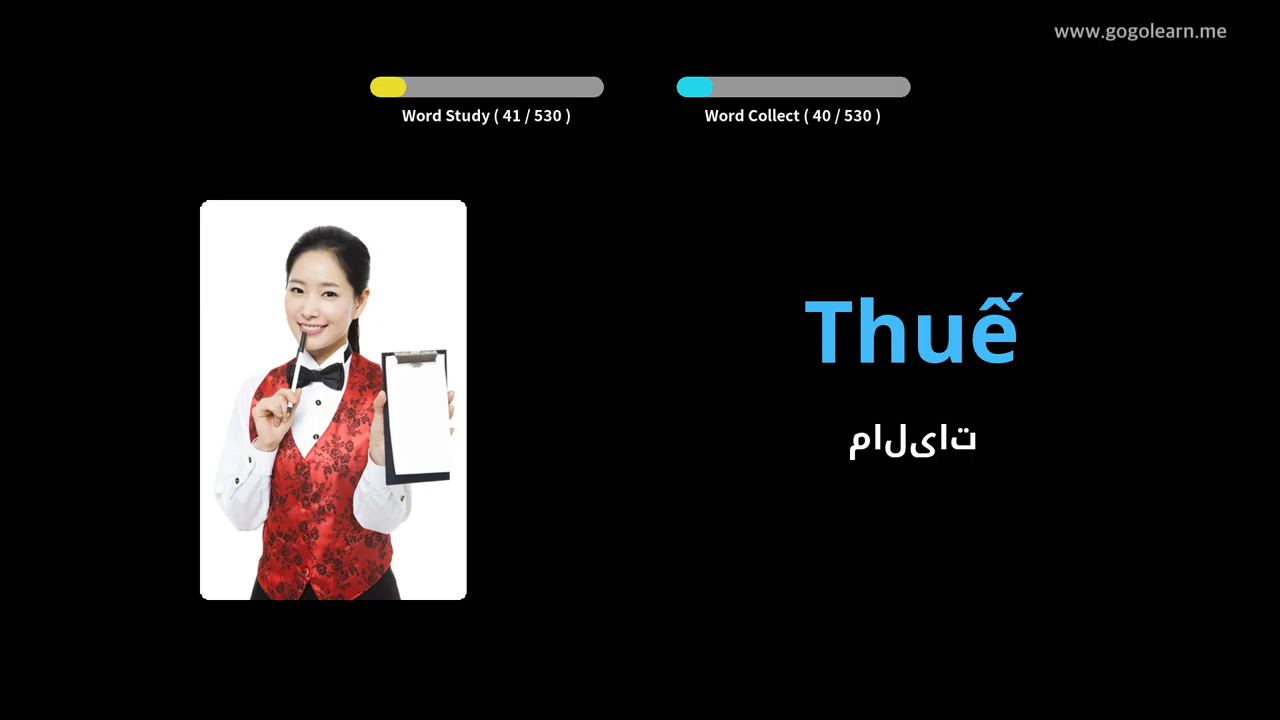 www.gogolearn.me
Word Study ( 41 / 530 )
Word Collect ( 40 / 530 )
Thuế
مالیات